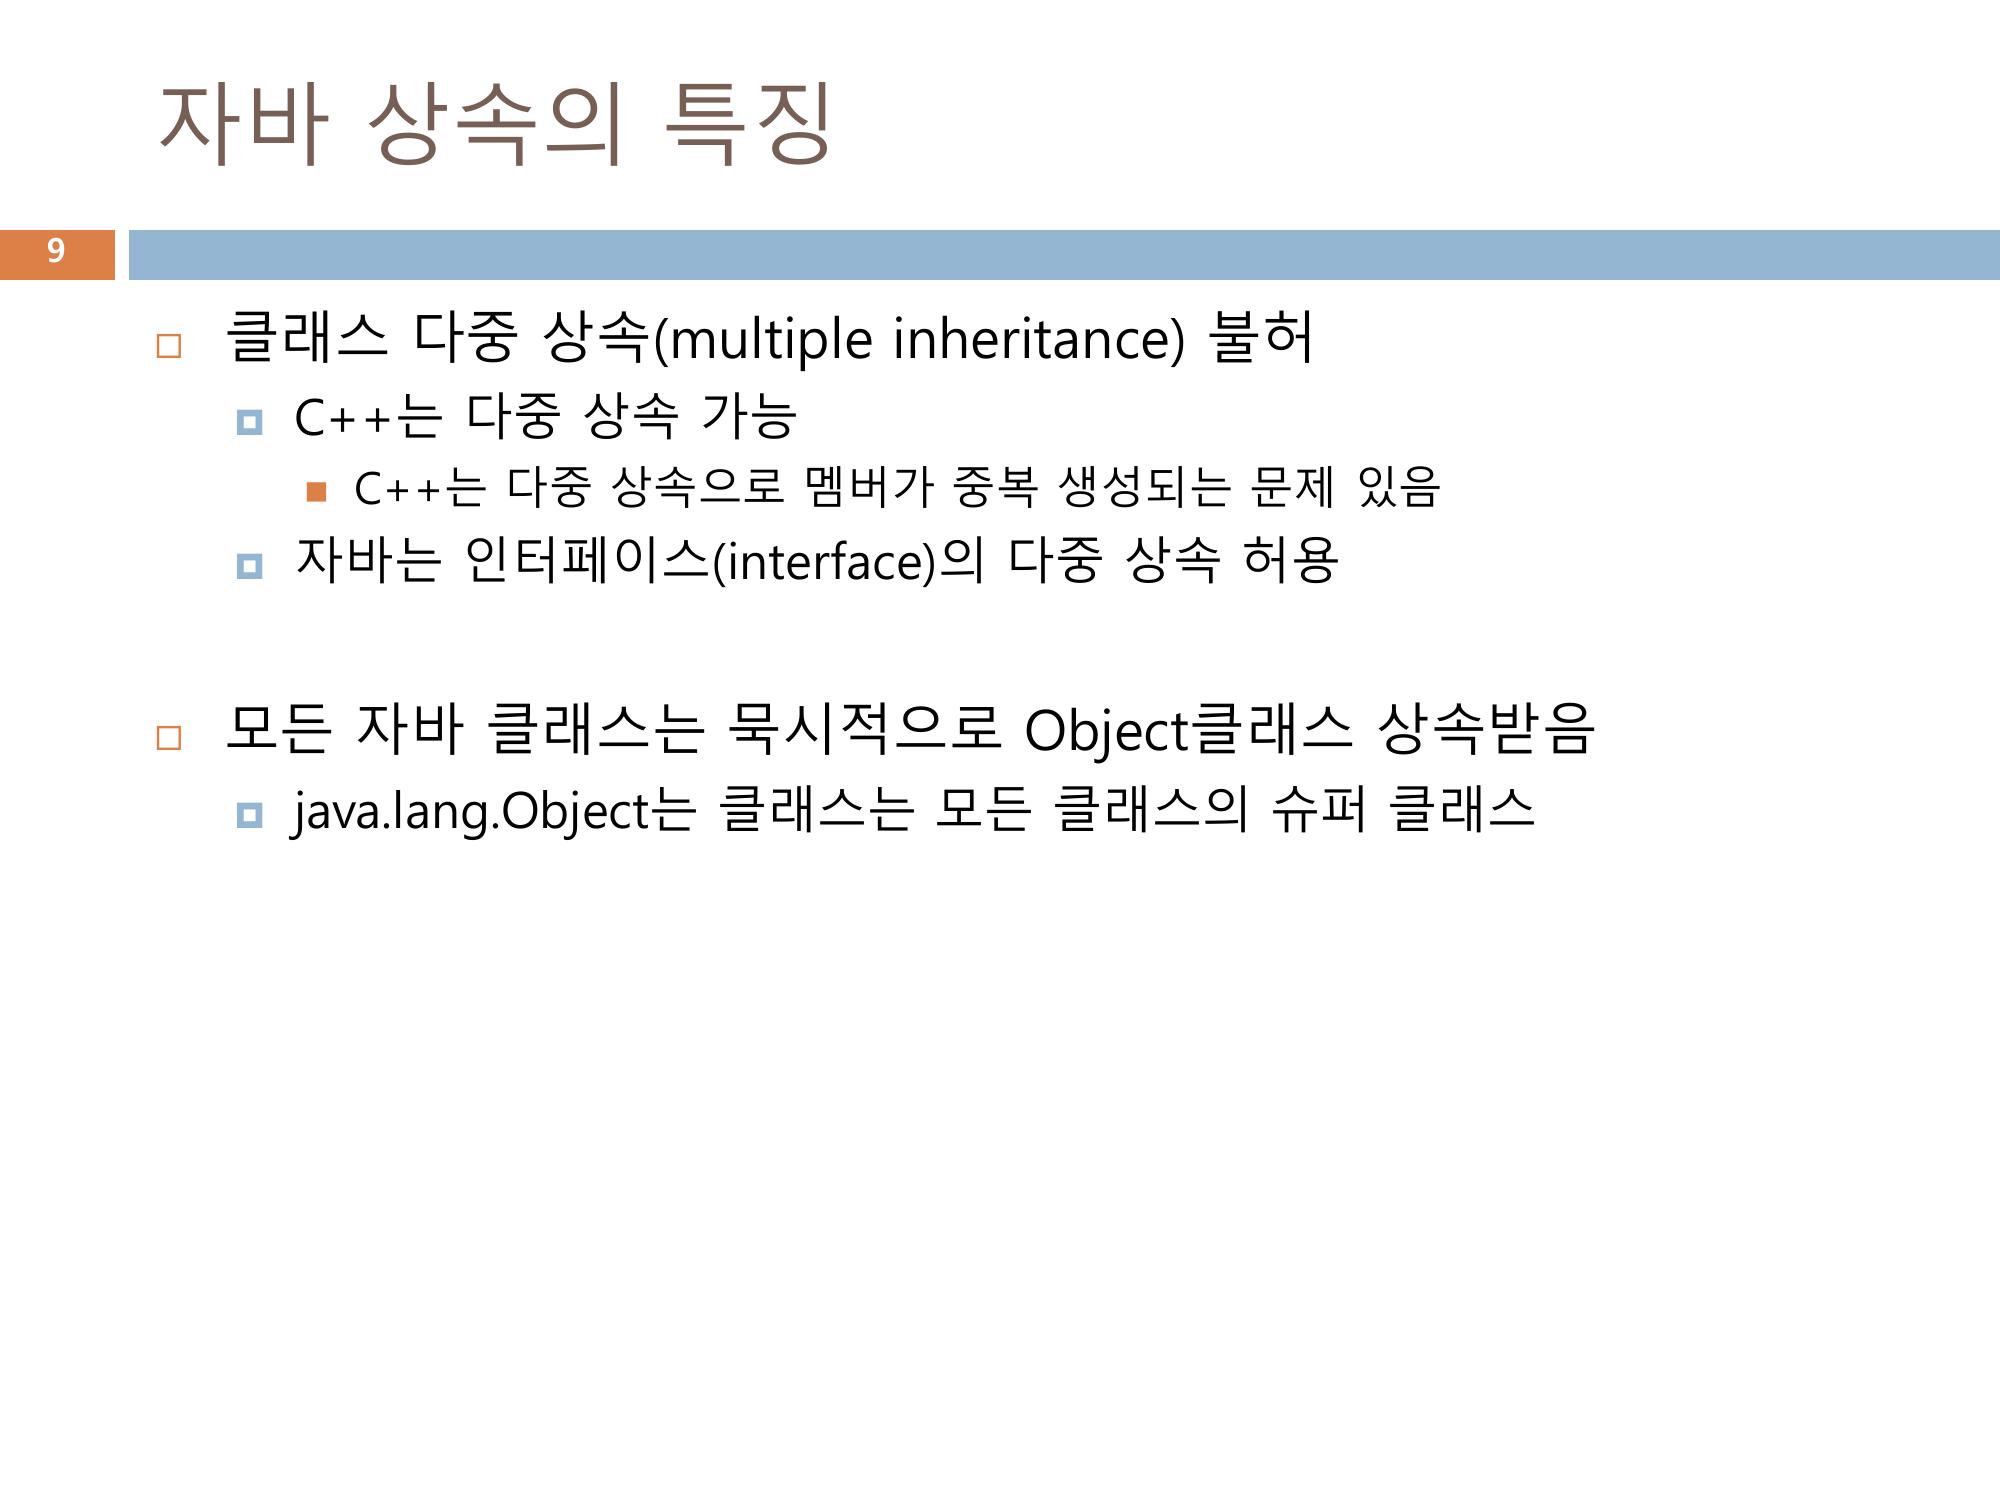 자바 상속의 특징
9
클래스 다중 상속(multiple inheritance) 불허
C++는 다중 상속 가능
C++는 다중 상속으로 멤버가 중복 생성되는 문제 있음
자바는 인터페이스(interface)의 다중 상속 허용
모든 자바 클래스는 묵시적으로 Object클래스 상속받음
java.lang.Object는 클래스는 모든 클래스의 슈퍼 클래스